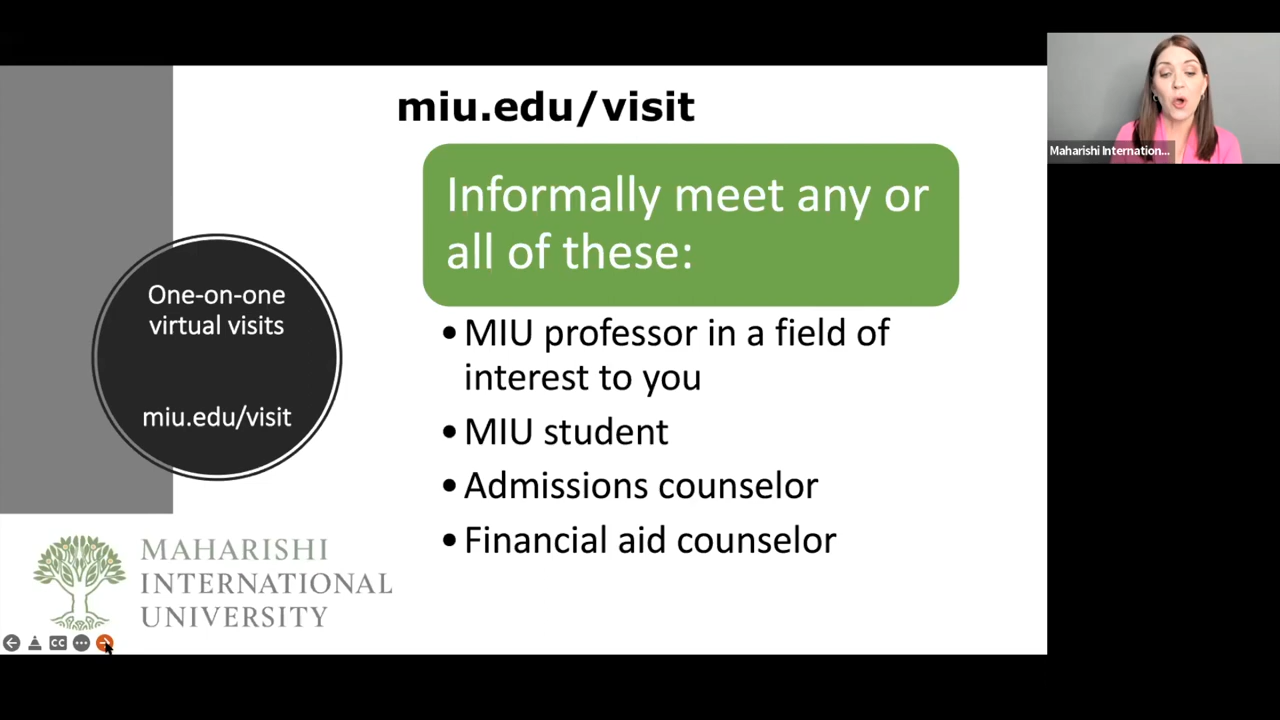 miu.edu/visit
Informally meet any or
all of these:
•MIU professor in a field of
interest to you
•MIU student
•Admissions counselor
•Financial aid counselor
One-on-one
virtual visits
miu.edu/visit
MAHARISHI
INTERNATIONAL
UNIVERSITY
CC
Maharishi Internation...